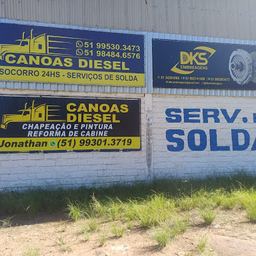 CANOAS DIESEL
51 99530.3473
51 98484.6576
SOCORRO 24HS - SERVIÇOS DE SOLDA
DKS
EMBREAGENS
CANOAS
DIESEL
CHAPEAÇÃO E PINTURA
REFORMA DE CABINE
Jonathan (51) 99301.3719
SERV.
SOLDA